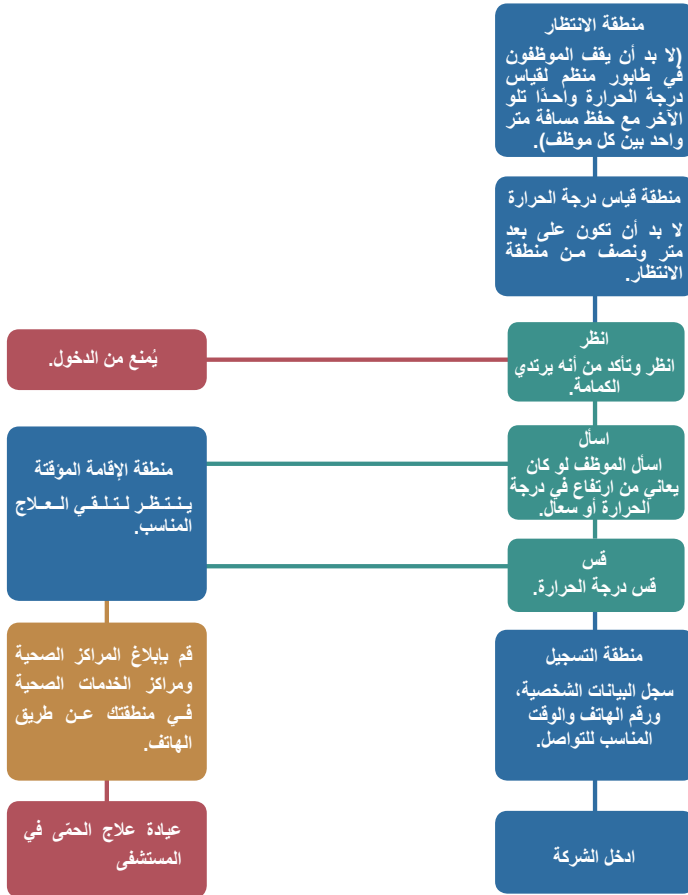 منطقة الانتظار
(لا بد أن يقف الموظفون
في طابور منظم لقياس
درجة الحرارة واحدًا تلو
الآخر مع حفظ مسافة متر
واحد بين كل موظف).
منطقة قياس درجة الحرارة
لا بد أن تكون على بعد
متر ونصف من منطقة
الانتظار.
انظر
انظر وتأكد من أنه يرتدي
الكمامة.
يُمنع من الدخول.
اسأل
اسأل الموظف لو كان
يعاني من ارتفاع في درجة
الحرارة أو سعال.
منطقة الإقامة المؤقتة
ينتظر لتلقي العلاج
المناسب.
قس
قس درجة الحرارة.
منطقة التسجيل
سجل البيانات الشخصية،
ورقم الهاتف والوقت
المناسب للتواصل.
قم بإبلاغ المراكز الصحية
ومراكز الخدمات الصحية
في منطقتك عن طريق
الهاتف.
ادخل الشركة
عيادة علاج الحمّى في
المستشفى